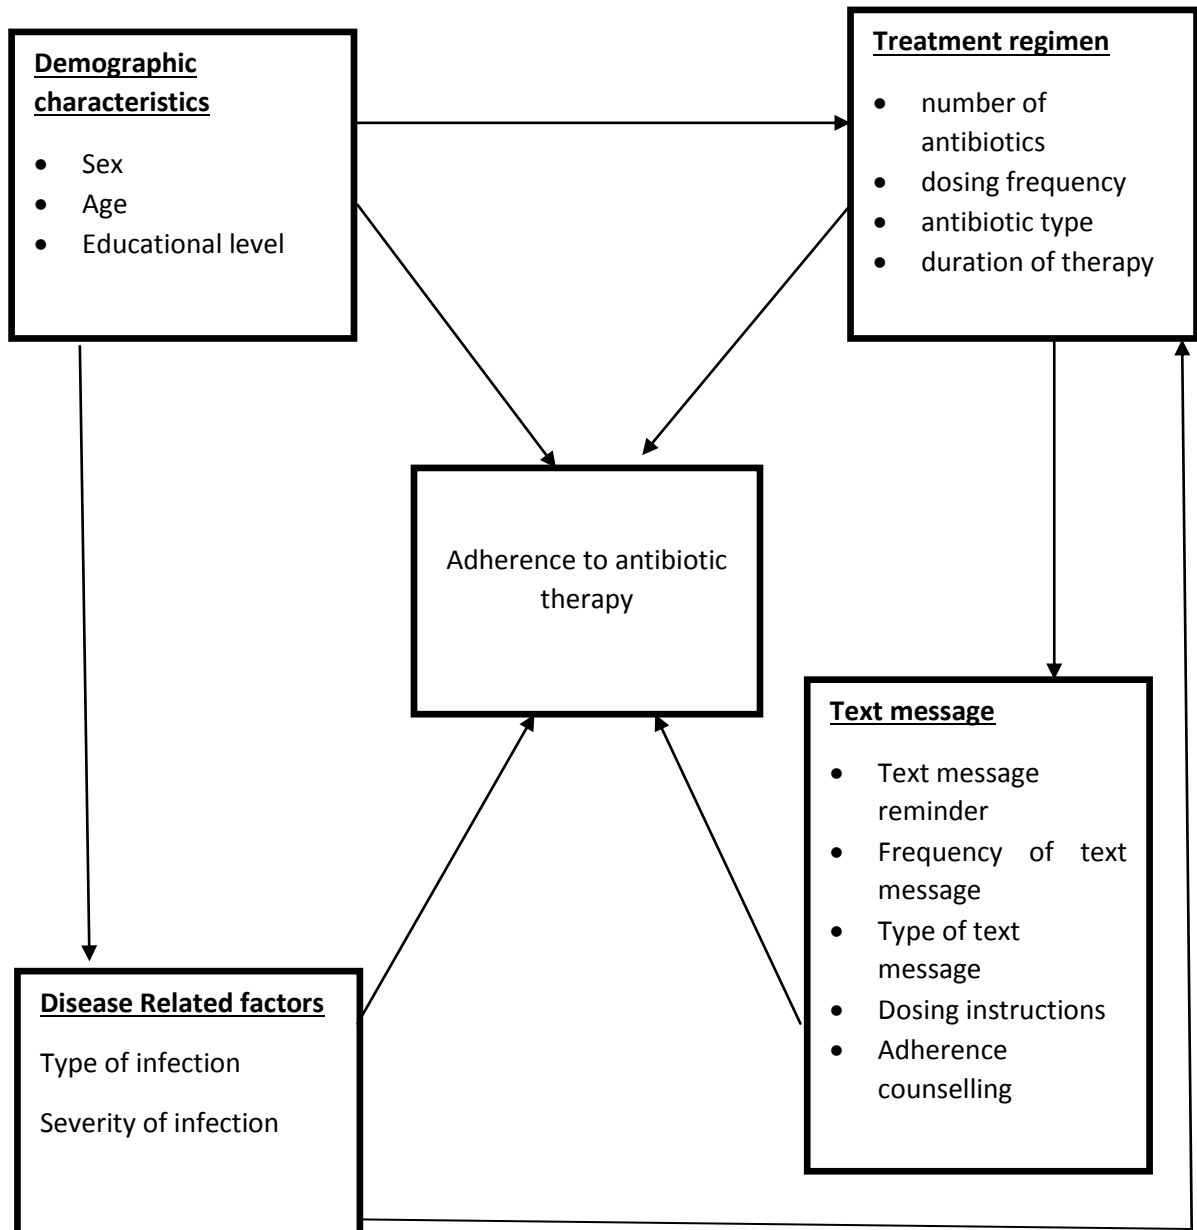 Demographic
characteristics
• Sex
• Age
• Educational level
Treatment regimen
• number of
antibiotics
• dosing frequency
• antibiotic type
• duration of therapy
Adherence to antibiotic
therapy
Text message
• Text message
reminder
• Frequency of text
message
• Type of text
message
• Dosing instructions
• Adherence
counselling
Disease Related factors
Type of infection
Severity of infection